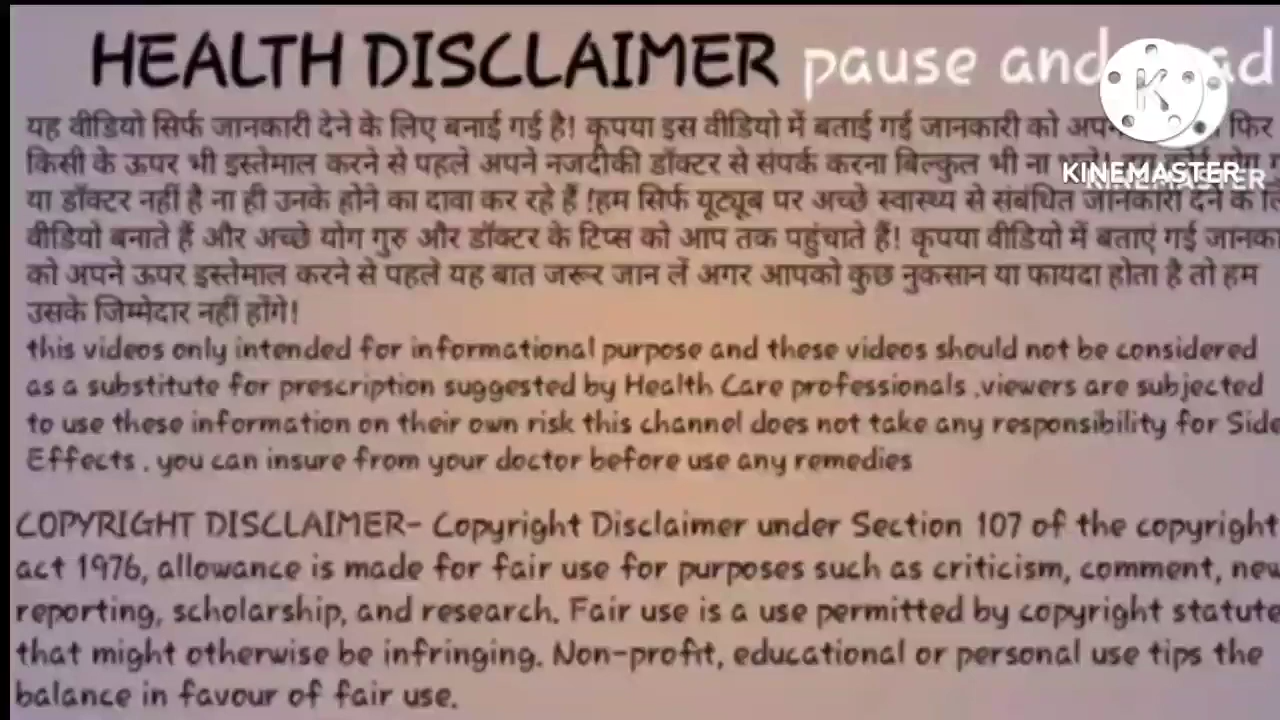 HEALTH DISCLAIMER pause and
KINEMASTER
KINEMASTER
यह वीडियो सिर्फ जानकारी देने के लिए बनाई गई है! कृपया इस वीडियो में बताई गई जानकारी को फिर
किसी के ऊपर भी इस्तेमाल करने से पहले अपने नजदीकी डॉक्टर से संपर्क करना बिल्कुल भी ना
या डॉक्टर नहीं है ना ही उनके होने का दावा कर रहे हैं !हम सिर्फ यूट्यूब पर अच्छे स्वास्थ्य से संबंधित जानकारी देने के
वीडियो बनाते हैं और अच्छे योग गुरु और डॉक्टर के टिप्स को आप तक पहुंचाते हैं! कृपया वीडियो में बताएं गई
को अपने ऊपर इस्तेमाल करने से पहले यह बात जरूर जान लें अगर आपको कुछ नुकसान या फायदा होता है तो हम
उसके जिम्मेदार नहीं होंगे!
this videos only intended for informational purpose and these videos should not be considered
as a substitute for prescription suggested by Health Care professionals .viewers are subjected
to use these information on their own risk this channel does not take any responsibility for Side
Effects . you can insure from your doctor before use any remedies
COPYRIGHT DISCLAIMER- Copyright Disclaimer under Section 107 of the copyright
act 1976, allowance is made for fair use for purposes such as criticism, comment, new
reporting, scholarship, and research. Fair use is a use permitted by copyright statute
that might otherwise be infringing. Non-profit, educational or personal use tips the
balance in favour of fair use.